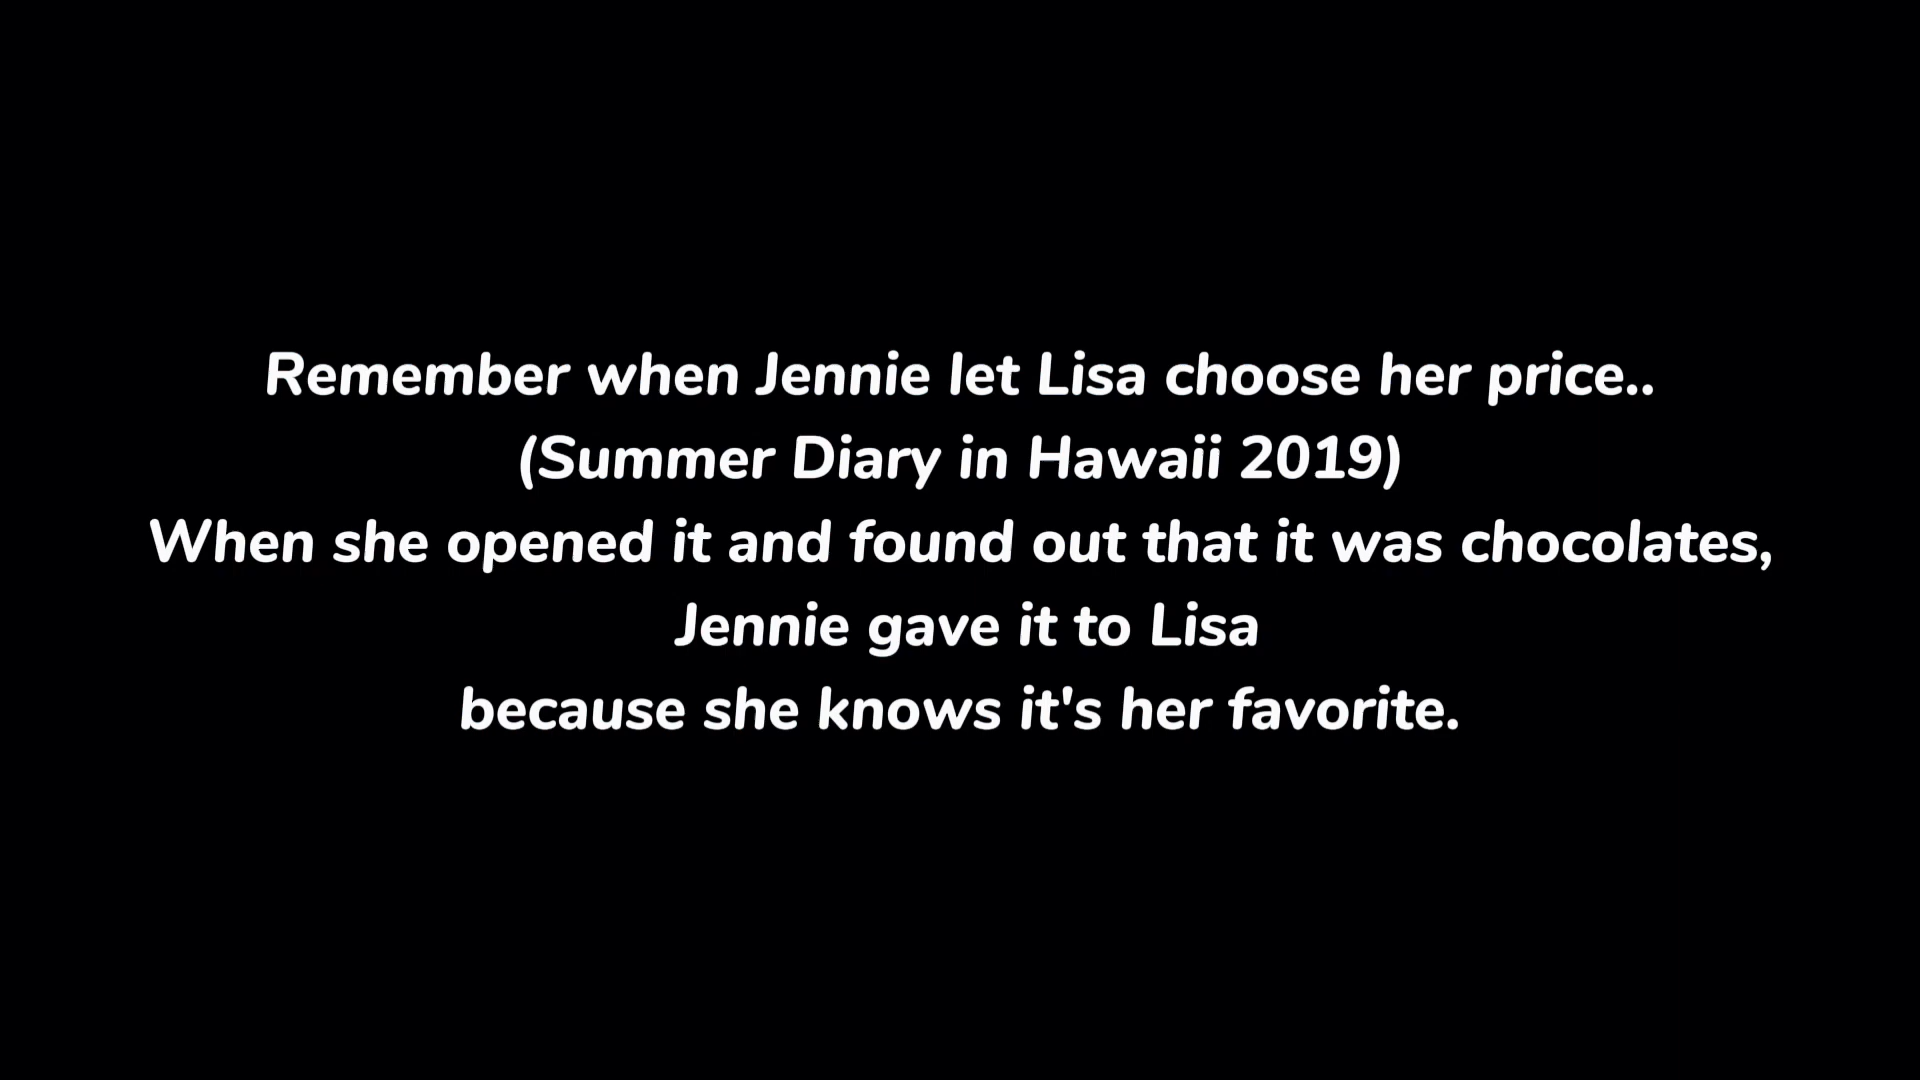 Remember when Jennie let Lisa choose her price..
(Summer Diary in Hawaii 2019)
When she opened it and found out that it was chocolates,
Jennie gave it to Lisa
because she knows it's her favorite.